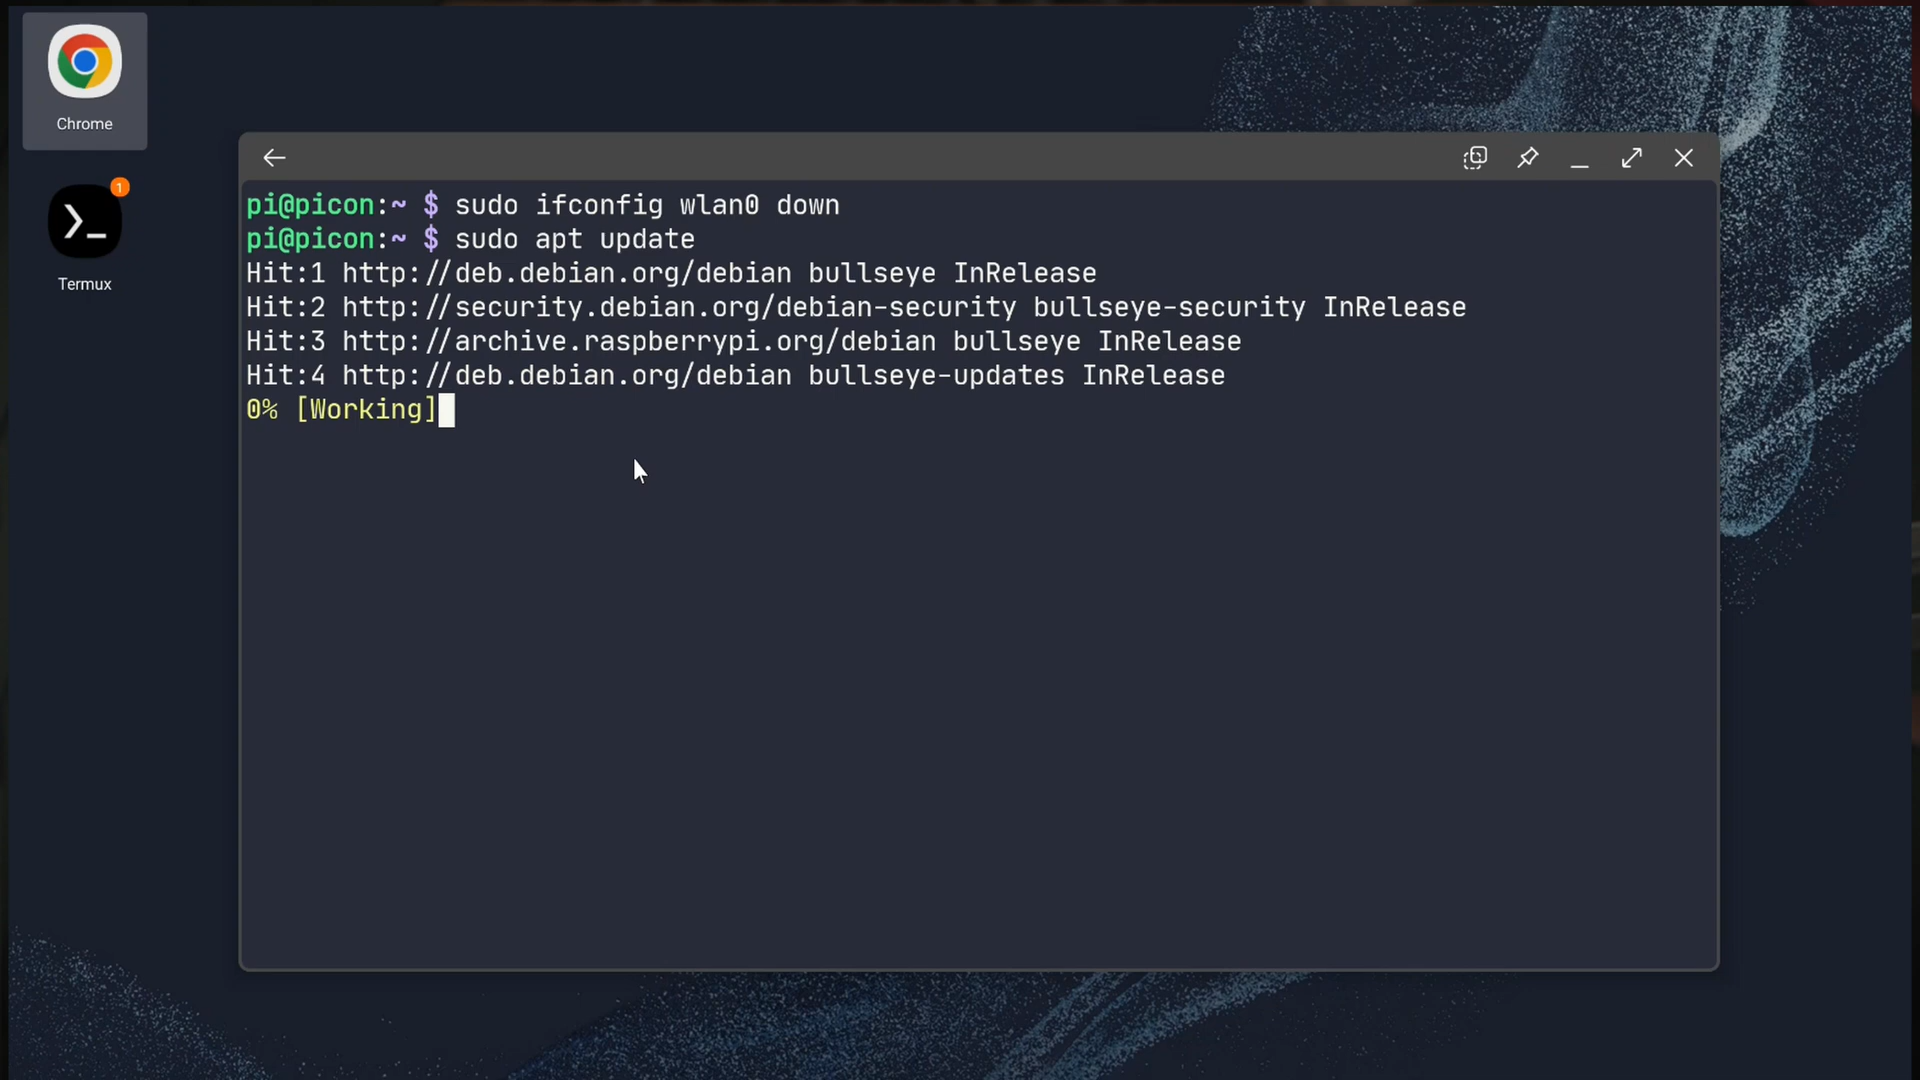 Chrome
1
Termux
pi@picon:~ $ sudo ifconfig wlan0 down
pi@picon:~ $ sudo apt update
Hit:1 http://deb.debian.org/debian bullseye InRelease
Hit:2 http://security.debian.org/debian-security bullseye-security InRelease
Hit:3 http://archive.raspberrypi.org/debian bullseye InRelease
Hit:4 http://deb.debian.org/debian bullseye-updates InRelease
0% [Working]